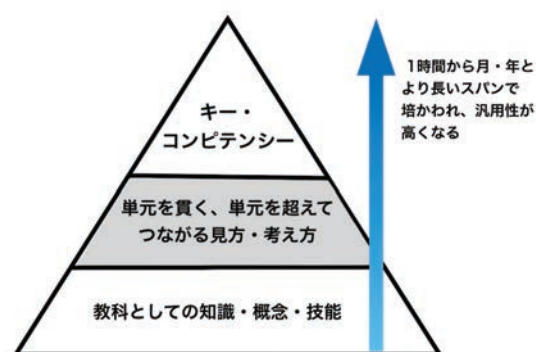 キー・
コンピテンシー
単元を貫く、単元を超えて
つながる見方・考え方
教科としての知識・概念・技能
1時間から月・年と
より長いスパンで
培かわれ、汎用性が
高くなる